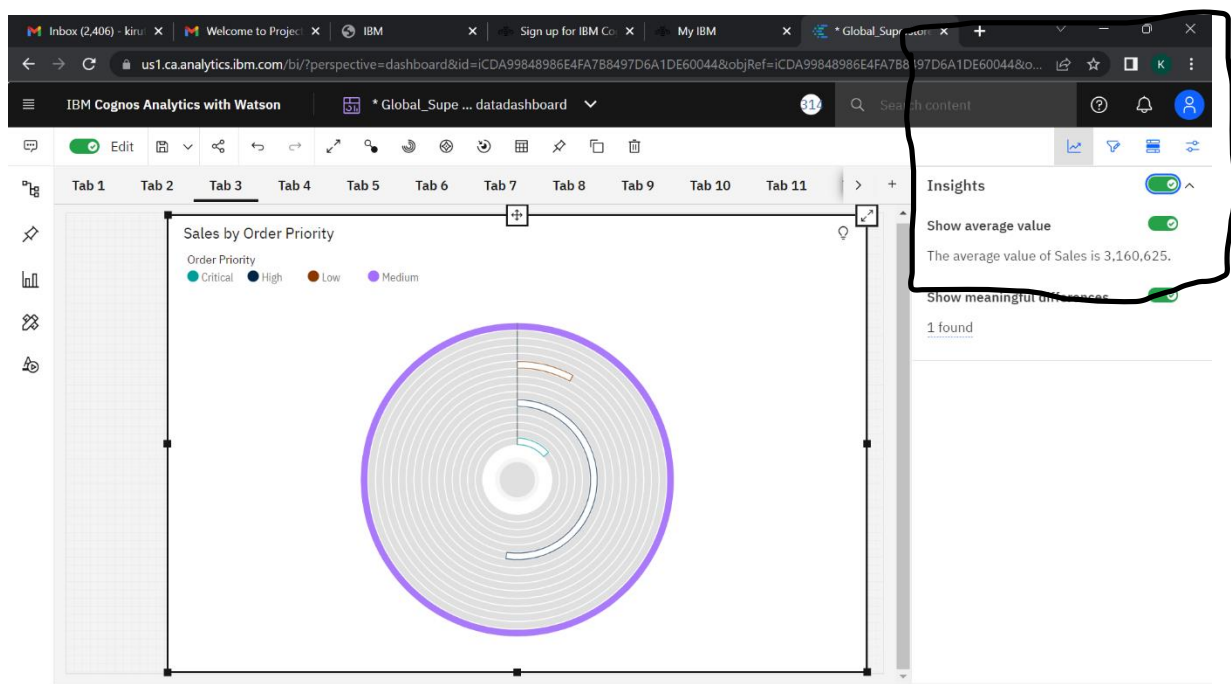 Inbox (2,406) - kiru
Welcome to Project
IBM
Sign up for IBM Co
My IBM
* Global_Superstore
us1.ca.analytics.ibm.com/bi/?perspective=dashboard&id=iCDA99848986E4FA7B8497D6A1DE60044&objRef=iCDA99848986E4FA7B8497D6A1DE60044&o...
K
IBM Cognos Analytics with Watson
* Global_Supe ... datadashboard
314
Search content
Edit
Tab 1 Tab 2 Tab 3 Tab 4 Tab 5 Tab 6 Tab 7 Tab 8 Tab 9 Tab 10 Tab 11
Sales by Order Priority
Order Priority
Critical High Low Medium
Insights
Show average value
The average value of Sales is 3,160,625.
Show meaningful differences
1 found